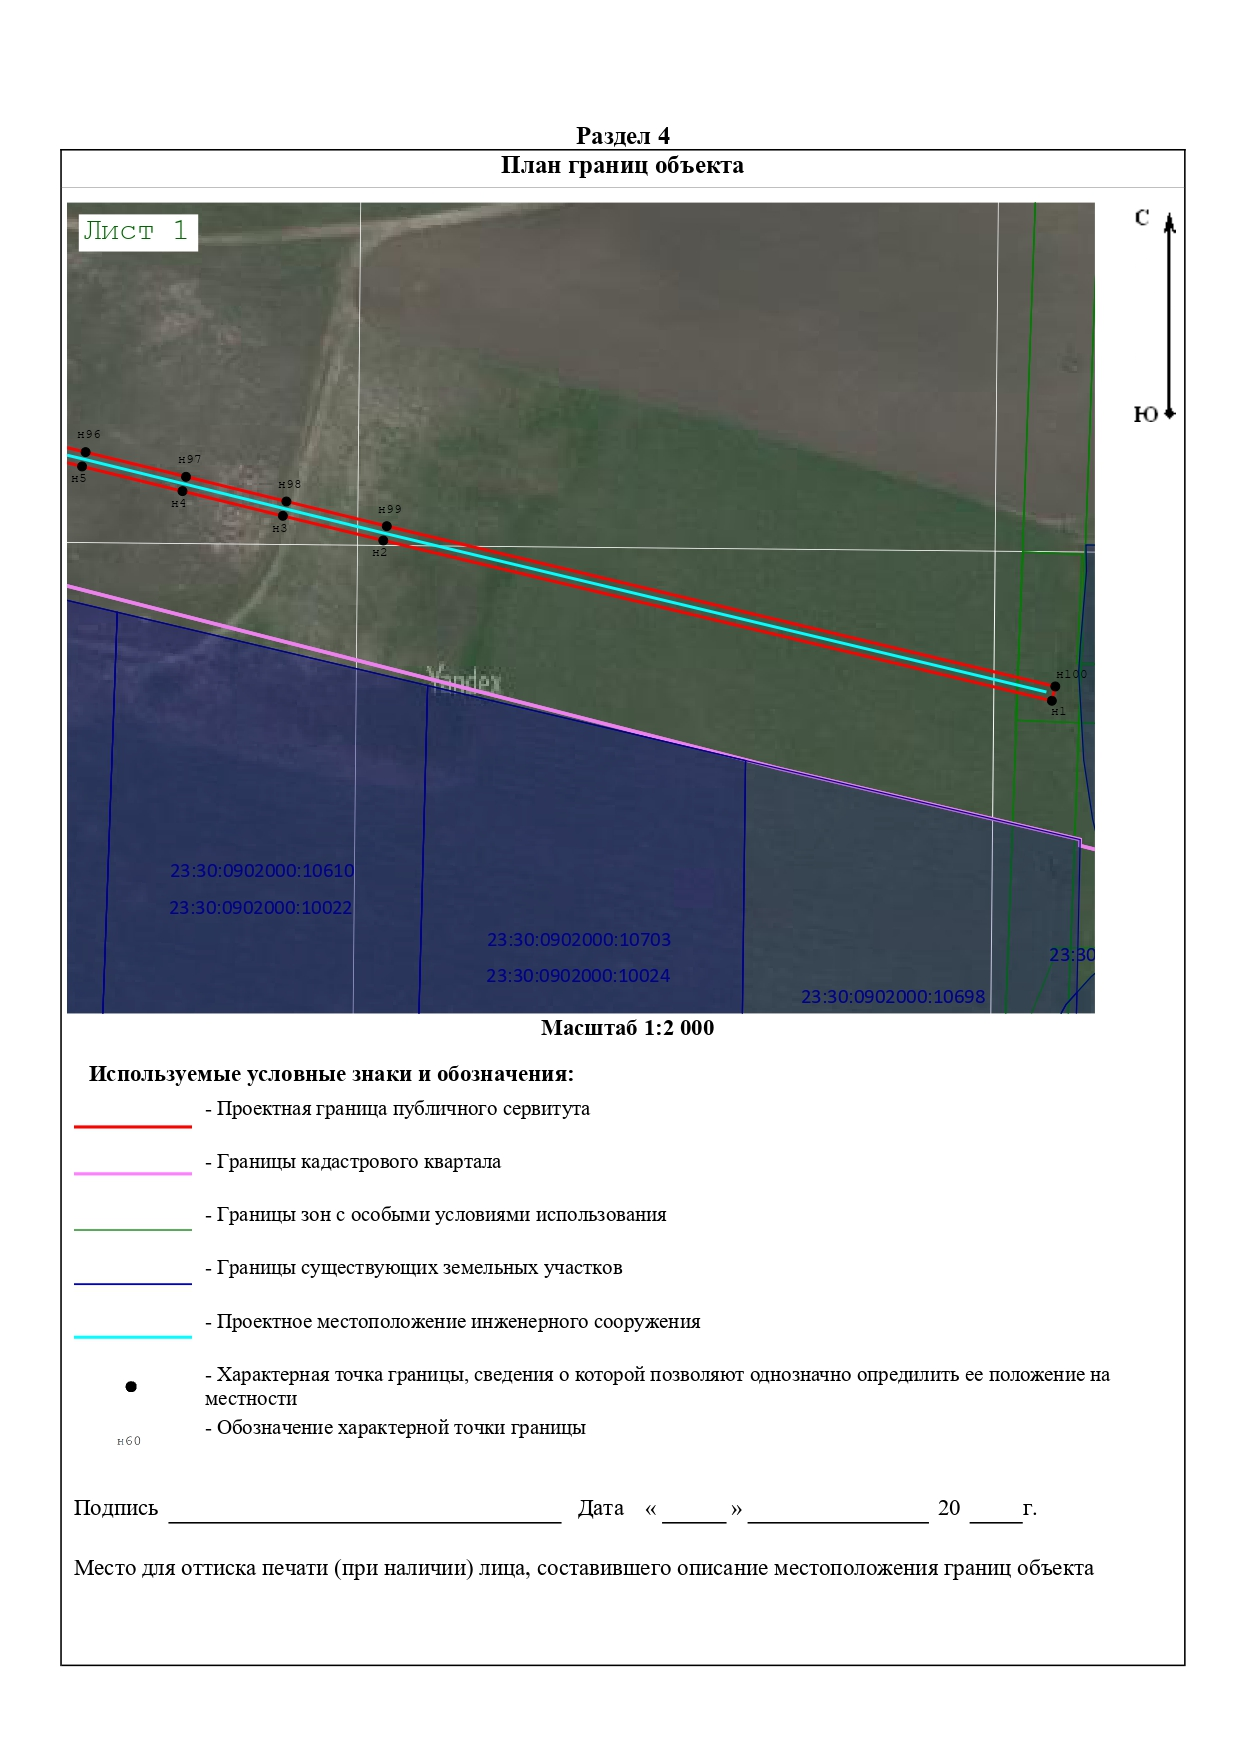 Раздел 4
План границ объекта
Лист 1
С
Ю
н96
н97
н5
н98
н4
н99
н3
н2
Yandex
н100
н1
23:30:0902000:10610
23:30:0902000:10022
23:30:0902000:10703
23:30
23:30:0902000:10024
23:30:0902000:10698
Масштаб 1:2 000
Используемые условные знаки и обозначения:
- Проектная граница публичного сервитута
- Границы кадастрового квартала
- Границы зон с особыми условиями использования
- Границы существующих земельных участков
- Проектное местоположение инженерного сооружения
- Характерная точка границы, сведения о которой позволяют однозначно опредилить ее положение на
местности
- Обозначение характерной точки границы
н60
Подпись Дата « » 20 г.
Место для оттиска печати (при наличии) лица, составившего описание местоположения границ объекта